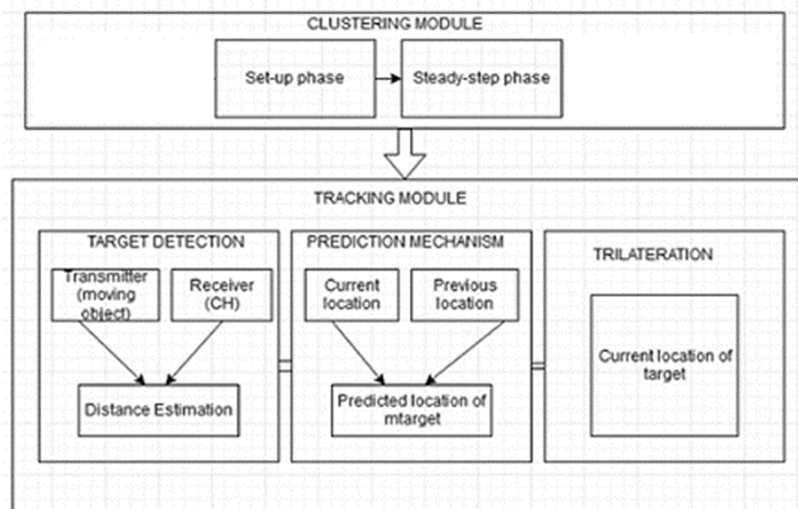 CLUSTERING MODULE
Set-up phase
Steady-step phase
TRACKING MODULE
TARGET DETECTION
Transmitter
(moving
object)
Receiver
(CH)
Distance Estimation
PREDICTION MECHANISM
Current
location
Previous
location
Predicted location of
mtarget
TRILATERATION
Current location of
target